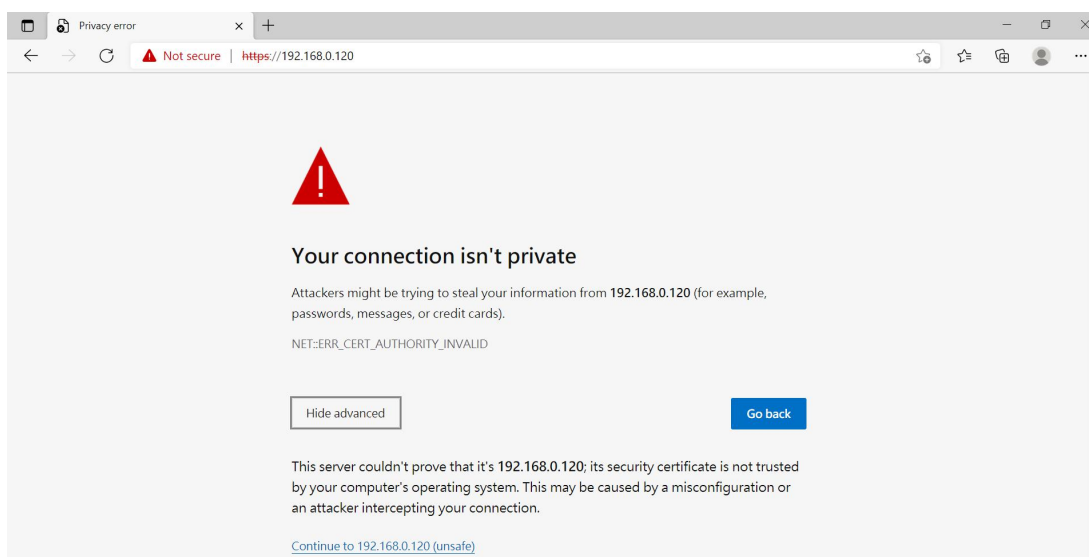 Privacy error
Not secure | https://192.168.0.120
Your connection isn't private
Attackers might be trying to steal your information from 192.168.0.120 (for example,
passwords, messages, or credit cards).
NET::ERR_CERT_AUTHORITY_INVALID
Hide advanced
Go back
This server couldn't prove that it's 192.168.0.120; its security certificate is not trusted
by your computer's operating system. This may be caused by a misconfiguration or
an attacker intercepting your connection.
Continue to 192.168.0.120 (unsafe)